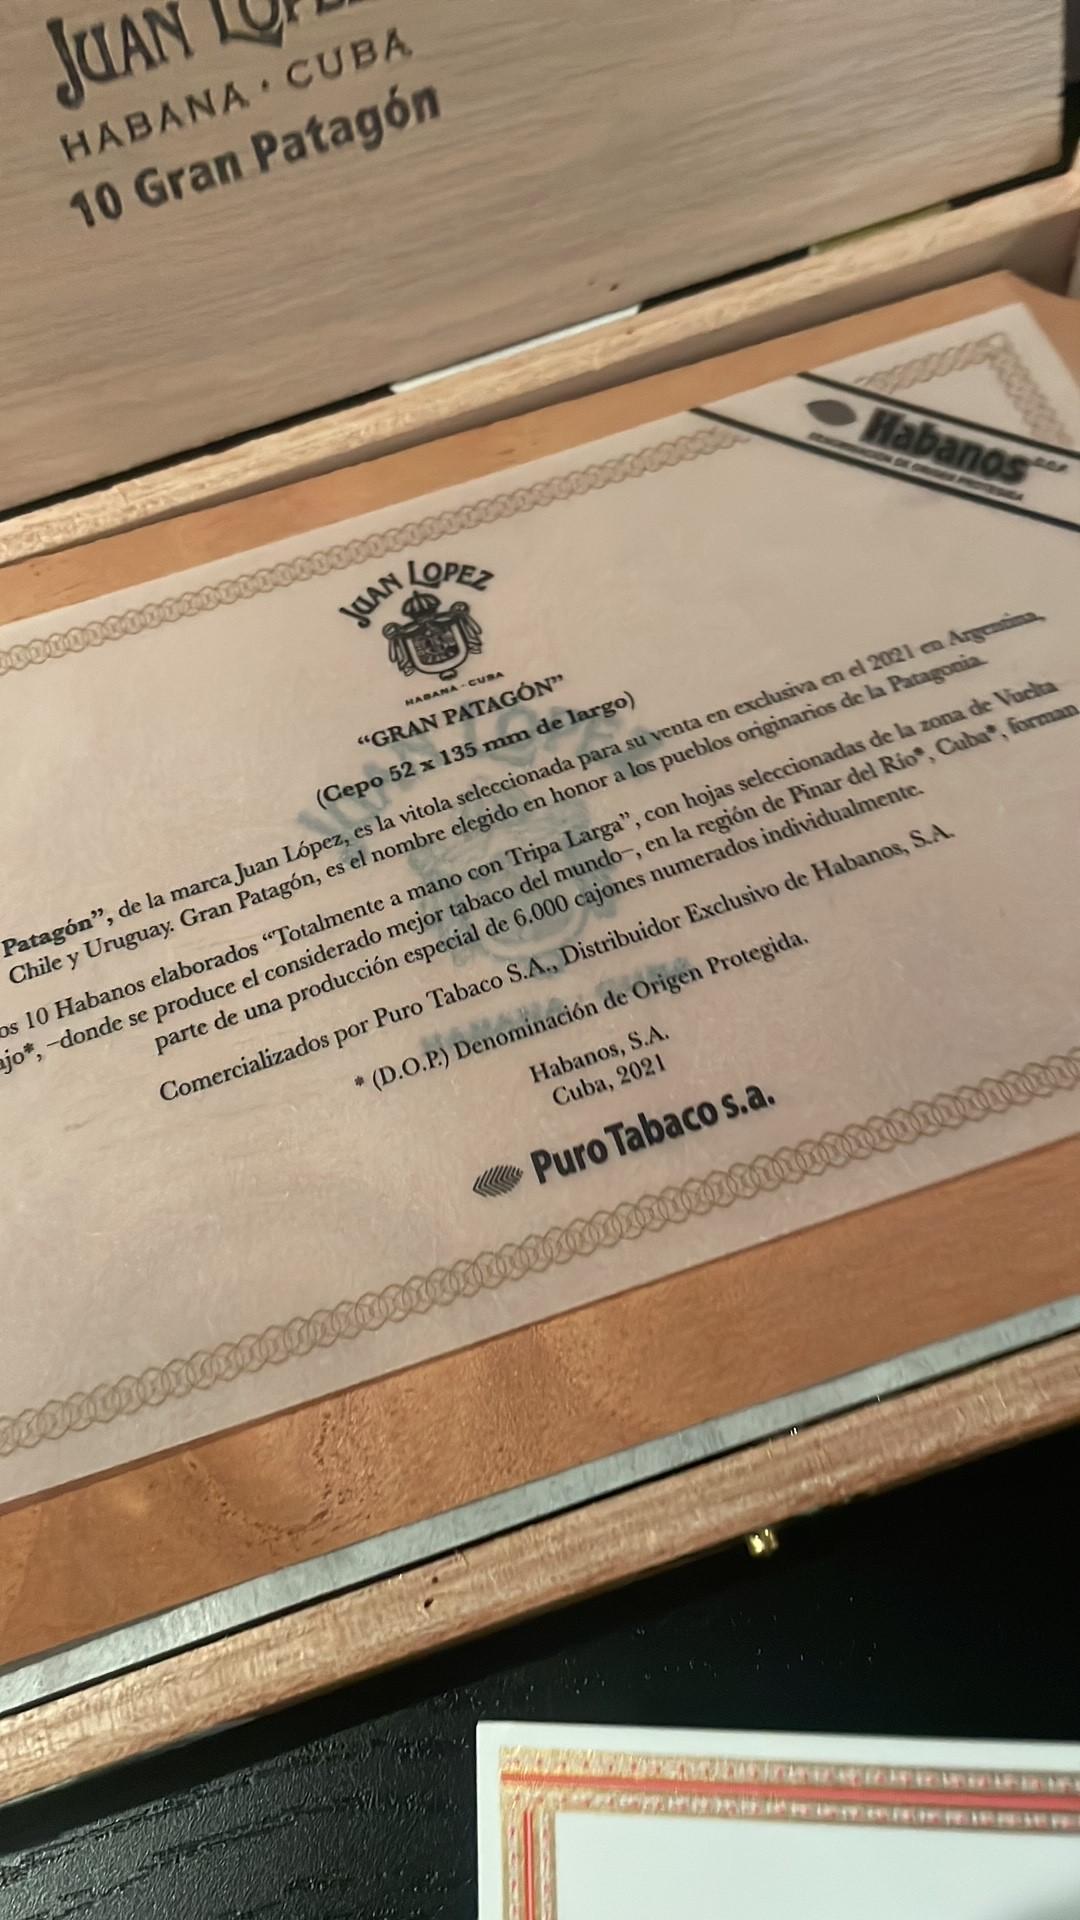 JUAN LOPEZ
HABANA · CUBA
10 Gran Patagón
Habanos D.O.P.
DENOMINACIÓN DE ORIGEN PROTEGIDA
JUAN LOPEZ
HABANA · CUBA
“GRAN PATAGÓN”
(Cepo 52 x 135 mm de largo)
Patagón”, de la marca Juan López, es la vitola seleccionada para su venta en exclusiva en el 2021 en Argentina,
Chile y Uruguay. Gran Patagón, es el nombre elegido en honor a los pueblos originarios de la Patagonia.
os 10 Habanos elaborados “Totalmente a mano con Tripa Larga”, con hojas seleccionadas de la zona de Vuelta
ajo*, –donde se produce el considerado mejor tabaco del mundo–, en la región de Pinar del Río*, Cuba*, forman
parte de una producción especial de 6.000 cajones numerados individualmente.
Comercializados por Puro Tabaco S.A., Distribuidor Exclusivo de Habanos, S.A.
* (D.O.P.) Denominación de Origen Protegida.
Habanos, S.A.
Cuba, 2021
Puro Tabaco s.a.